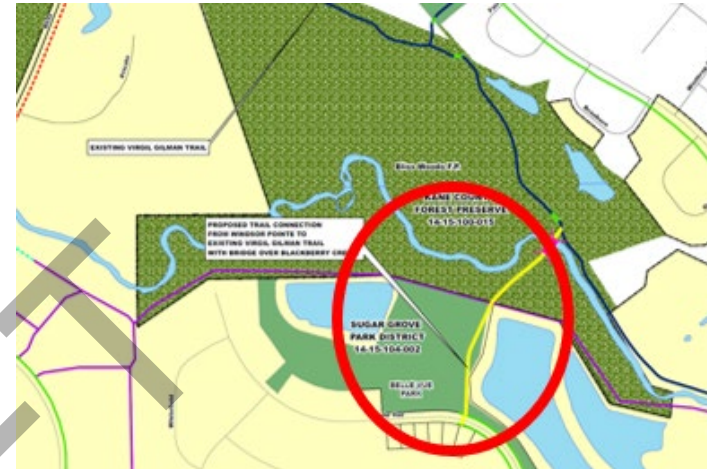 EXISTING VIRGIL GILMAN TRAIL
Bliss Woods F.P.
KANE COUNTY
FOREST PRESERVE
14-15-100-015
PROPOSED TRAIL CONNECTION
FROM WINDSOR POINTE TO
EXISTING VIRGIL GILMAN TRAIL
WITH BRIDGE OVER BLACKBERRY CRE
SUGAR GROVE
PARK DISTRICT
14-15-104-002
BELLE VUE
PARK